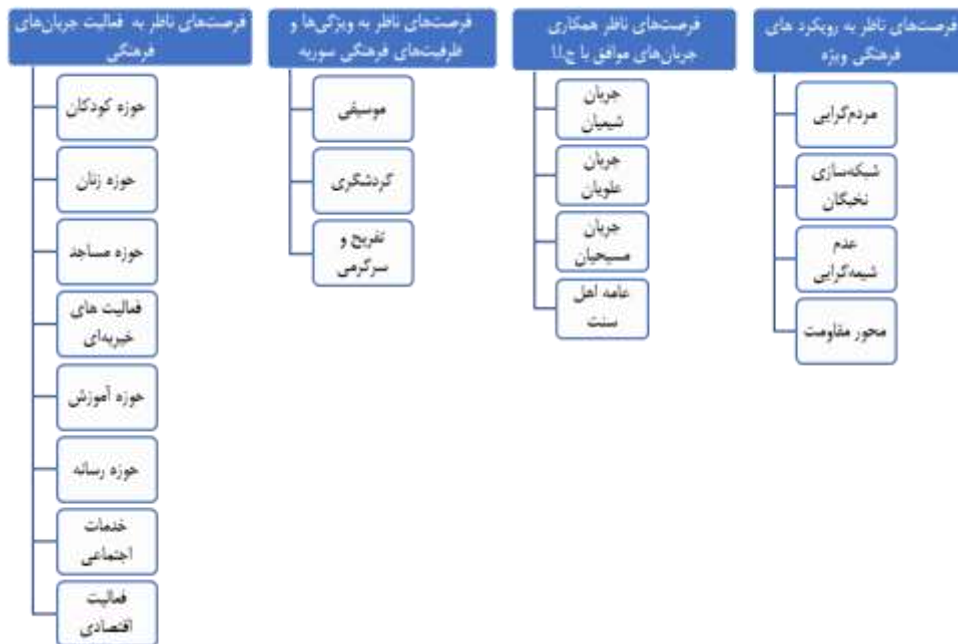 فرصت‌های ناظر به رویکرد های
فرهنگی ویژه
مردم‌گرایی
شبکه‌سازی
نخبگان
عدم
شیعه‌گرایی
محور مقاومت
فرصت‌های ناظر همکاری
جریان‌های موافق با ج.ا.ا
جریان
شیعیان
جریان
علویان
جریان
مسیحیان
عامه اهل
سنت
فرصت‌های ناظر به ویژگی‌ها و
ظرفیت‌های فرهنگی سوریه
موسیقی
گردشگری
تفریح و
سرگرمی
فرصت‌های ناظر به فعالیت جریان‌های
فرهنگی
حوزه کودکان
حوزه زنان
حوزه مساجد
فعالیت های
خیریه‌ای
حوزه آموزش
حوزه رسانه
خدمات
اجتماعی
فعالیت
اقتصادی